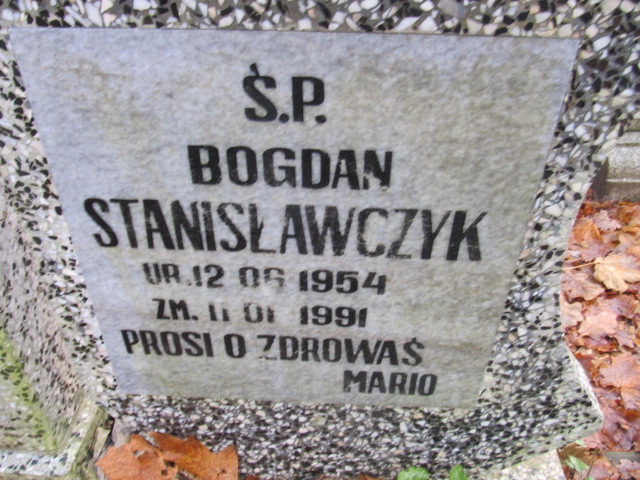 Ś.P.
BOGDAN
STANISŁAWCZYK
UR. 12 06 1954
ZM. 11 01 1991
PROSI O ZDROWAŚ
MARIO